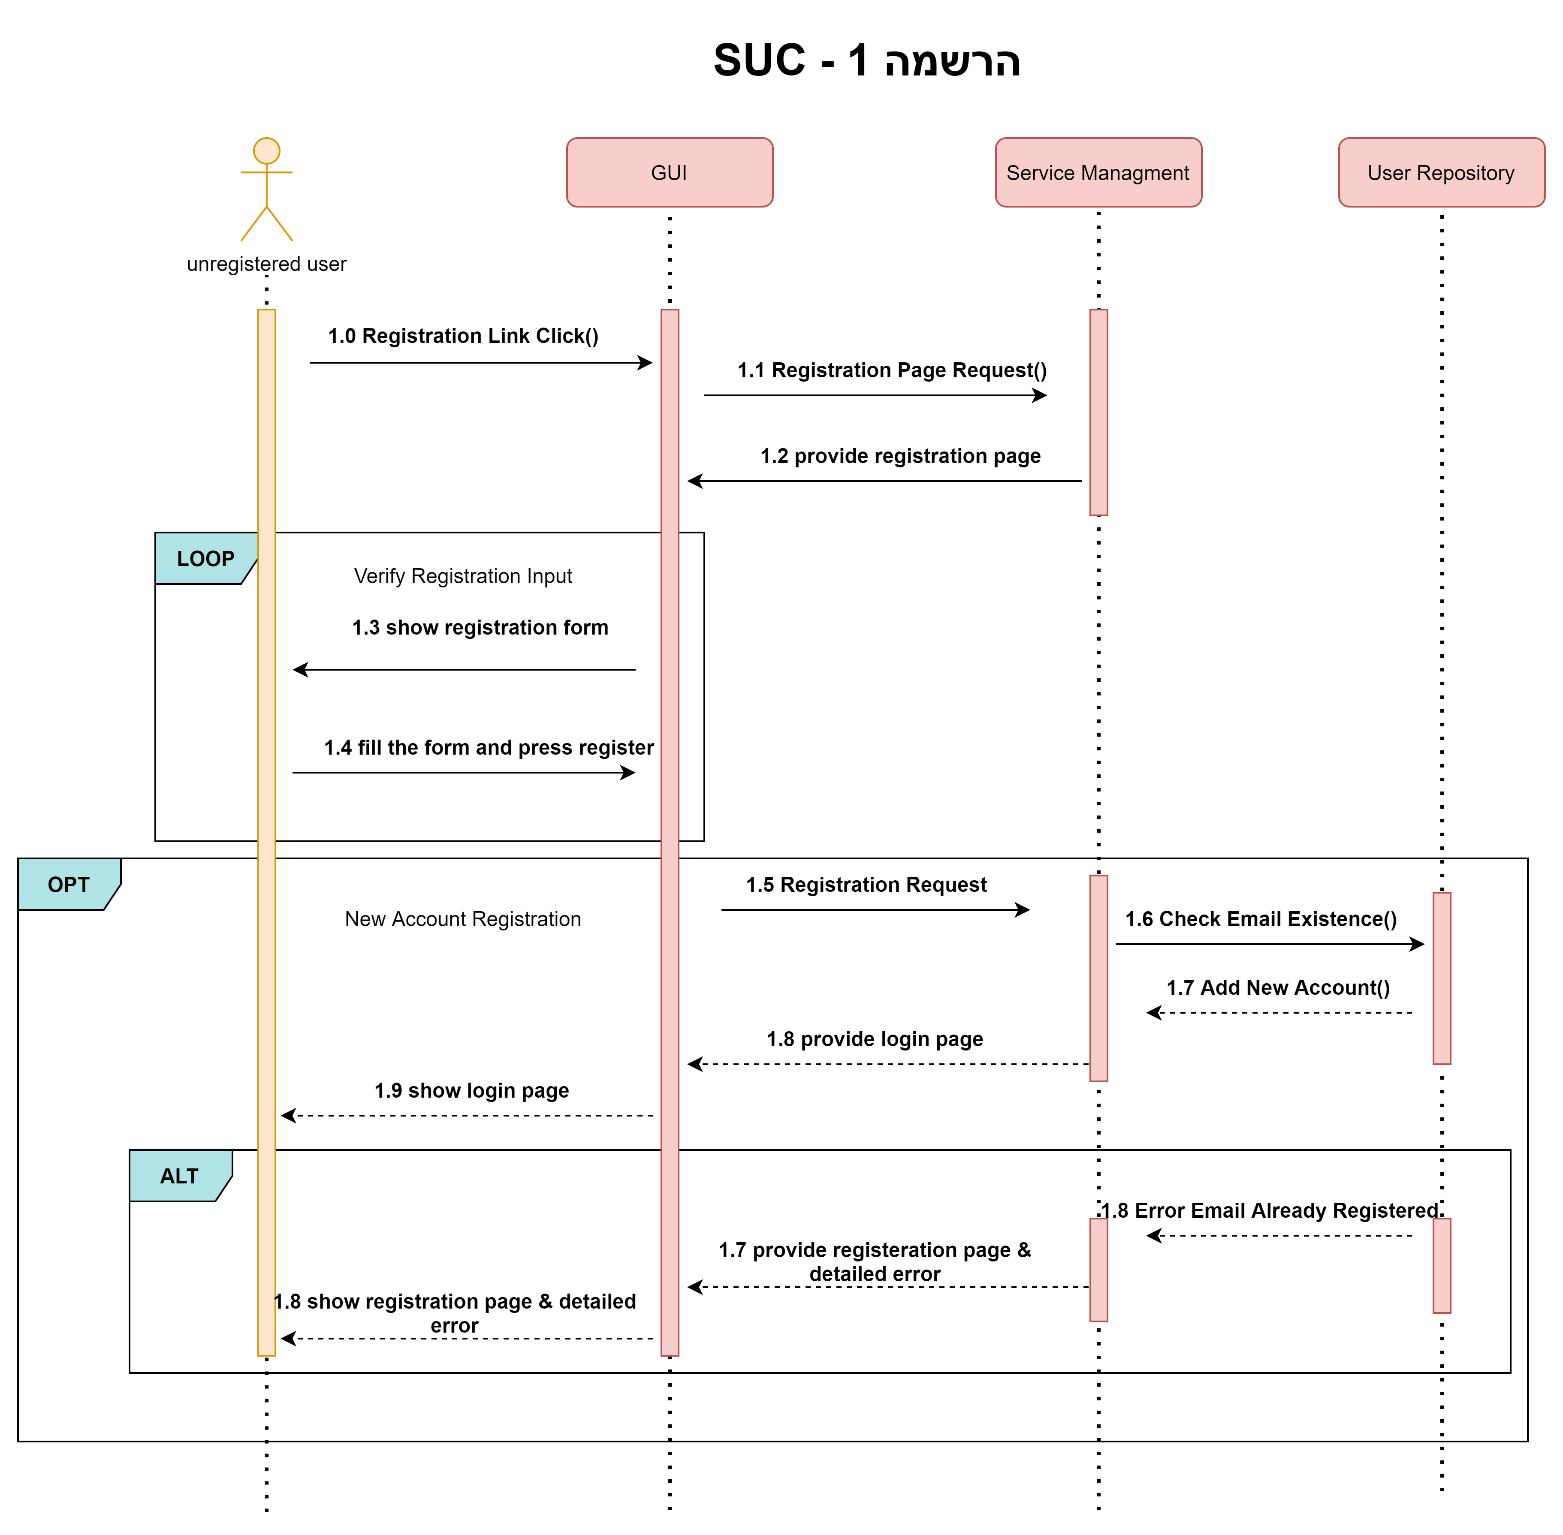 SUC - 1 הרשמה
unregistered user
GUI
Service Managment
User Repository
1.0 Registration Link Click()
1.1 Registration Page Request()
1.2 provide registration page
LOOP
Verify Registration Input
1.3 show registration form
1.4 fill the form and press register
OPT
New Account Registration
1.5 Registration Request
1.6 Check Email Existence()
1.7 Add New Account()
1.8 provide login page
1.9 show login page
ALT
1.8 Error Email Already Registered
1.7 provide registeration page &
detailed error
1.8 show registration page & detailed
error